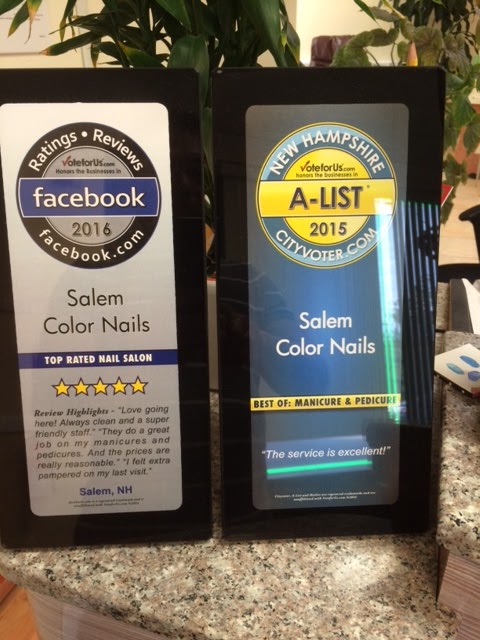 Ratings • Reviews
VoteforUs.com
Honors the businesses in
facebook
2016
facebook.com
Salem
Color Nails
TOP RATED NAIL SALON
Review Highlights - "Love going
here! Always clean and a super
friendly staff." "They do a great
job on my manicures and
pedicures. And the prices are
really reasonable." "I felt extra
pampered on my last visit."
Salem, NH
NEW HAMPSHIRE
VoteforUs.com
honors the businesses in
A-LIST
2015
CITYVOTER.COM
Salem
Color Nails
BEST OF: MANICURE & PEDICURE
"The service is excellent!"